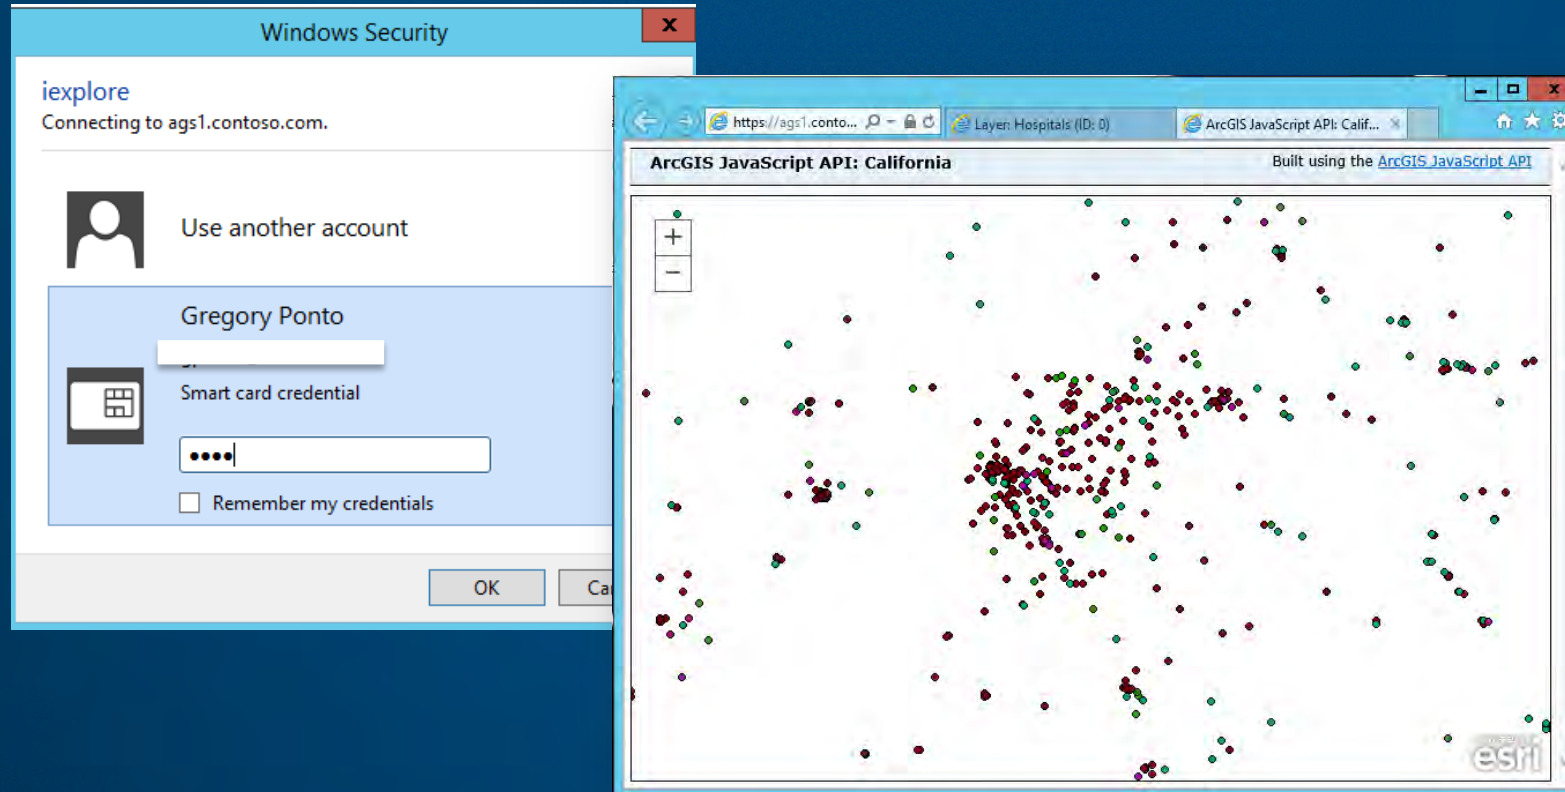 Windows Security
x
iexplore
Connecting to ags1.contoso.com.
Use another account
Gregory Ponto
Smart card credential
••••
Remember my credentials
OK
https://ags1.conto...
Layer: Hospitals (ID: 0)
ArcGIS JavaScript API: Calif...
ArcGIS JavaScript API: California
Built using the ArcGIS JavaScript API
+
−
esri